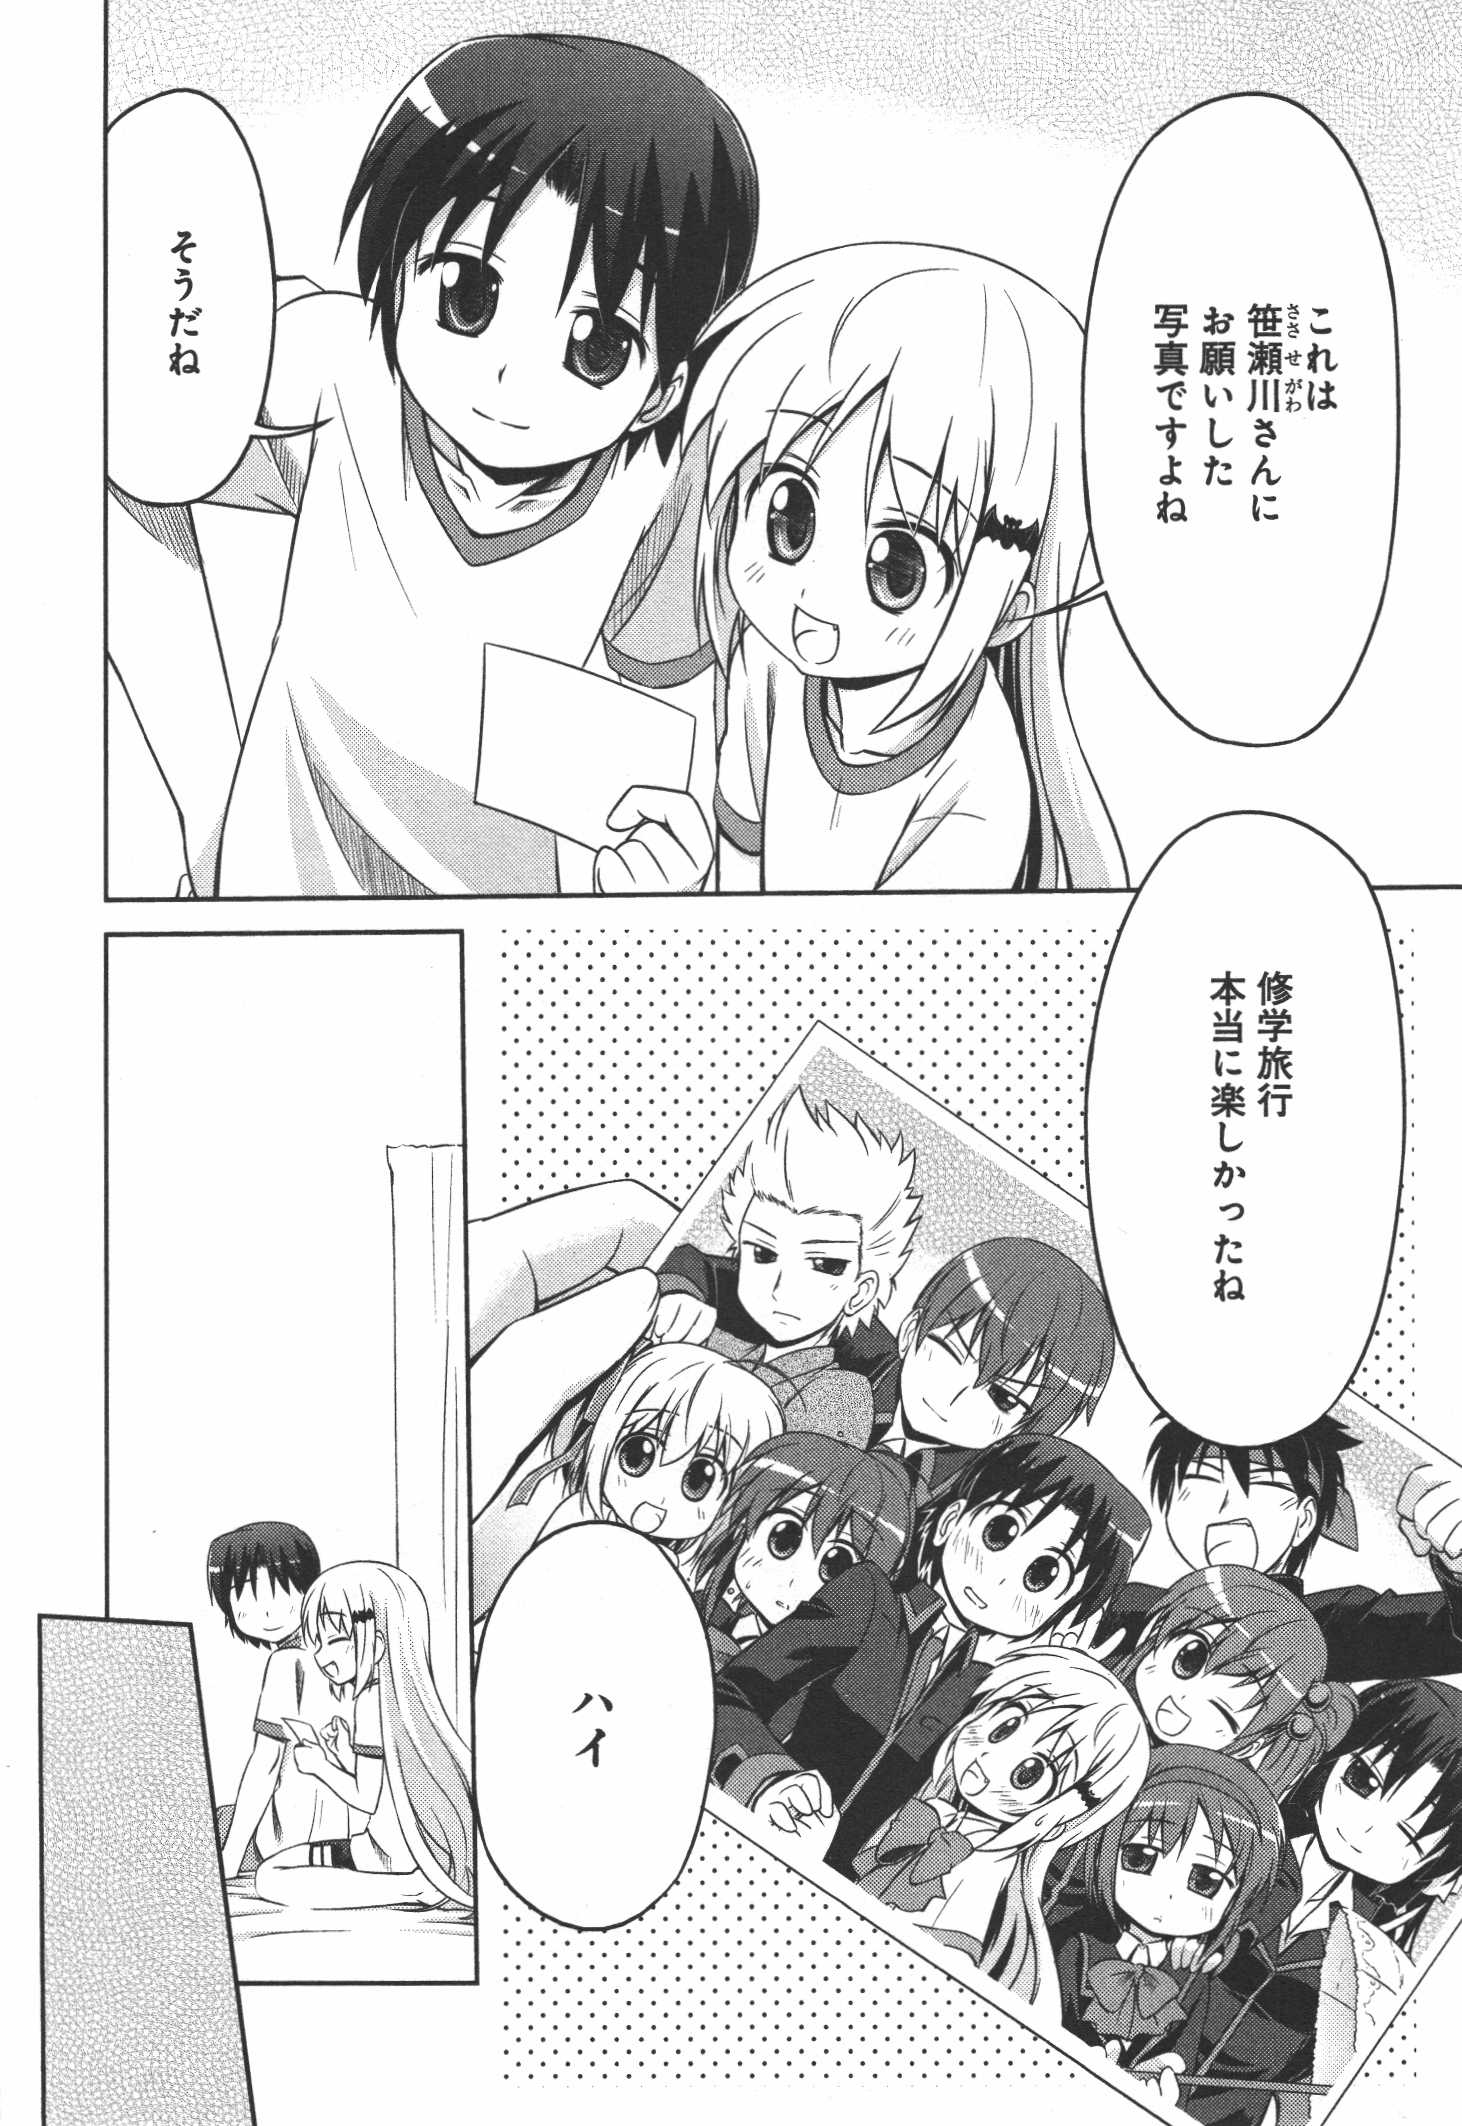 これは
笹瀬川さんに
お願いした
写真ですよね
そうだね
修学旅行
本当に楽しかったね
ハイ